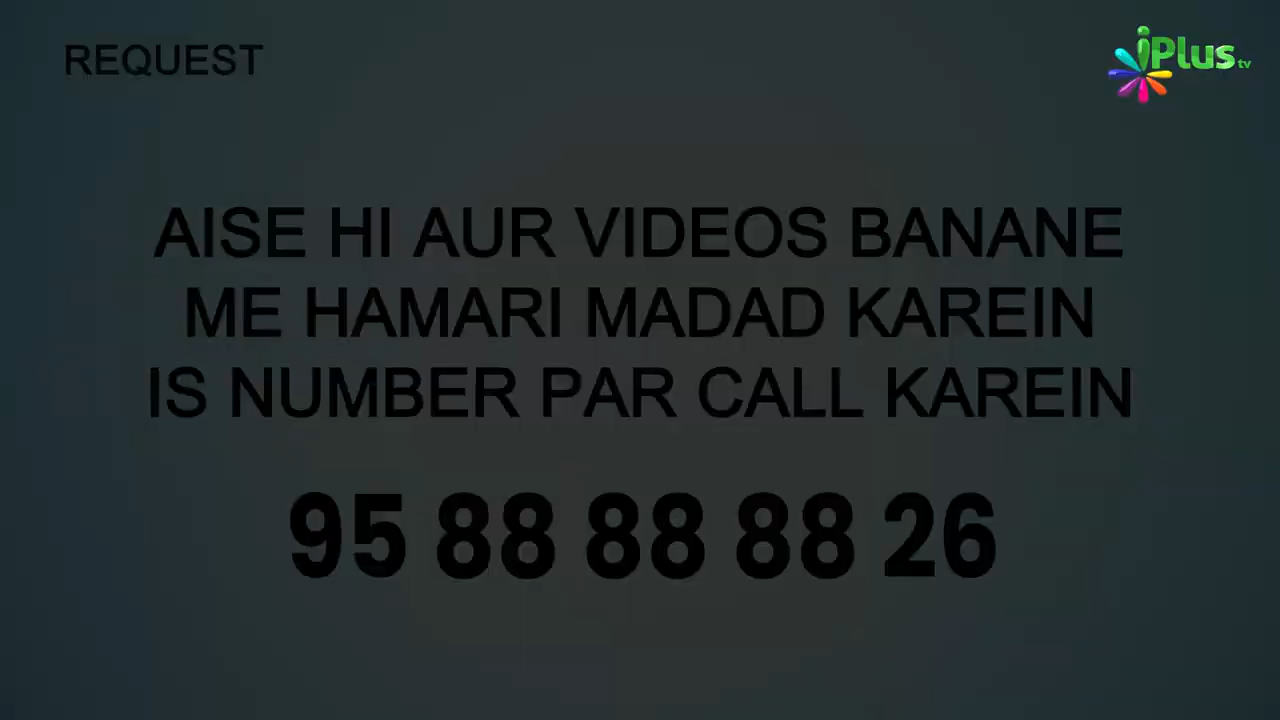 REQUEST
iPlus tv
AISE HI AUR VIDEOS BANANE
ME HAMARI MADAD KAREIN
IS NUMBER PAR CALL KAREIN
95 88 88 88 26